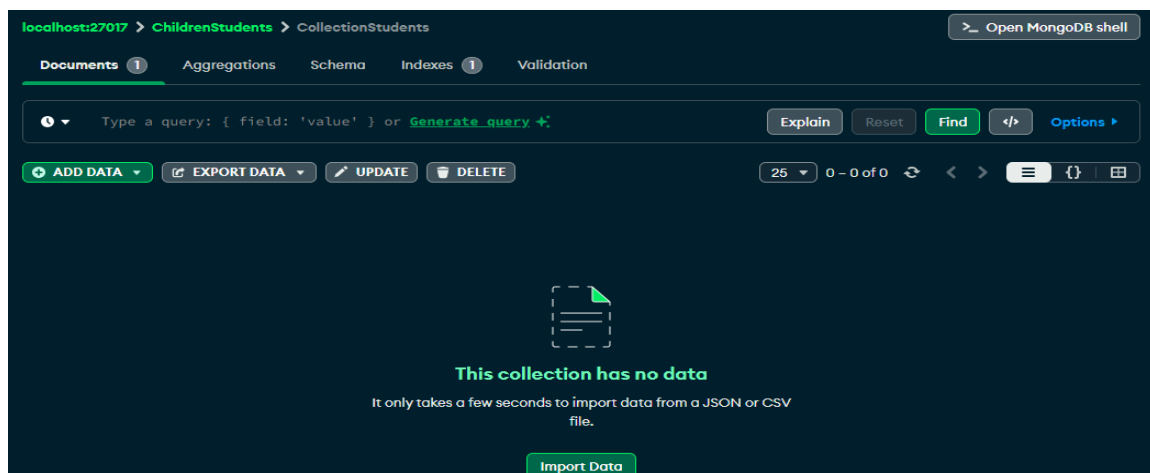 localhost:27017 > ChildrenStudents > CollectionStudents
>_ Open MongoDB shell
Documents 1 Aggregations Schema Indexes 1 Validation
Type a query: { field: 'value' } or Generate query
Explain Reset Find </> Options
ADD DATA EXPORT DATA UPDATE DELETE
25 0 – 0 of 0 < > {}
This collection has no data
It only takes a few seconds to import data from a JSON or CSV
file.
Import Data